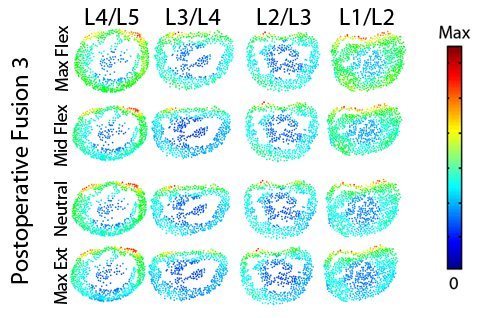 L4/L5 L3/L4 L2/L3 L1/L2
Max
Postoperative Fusion 3
Max Flex
Mid Flex
Neutral
Max Ext
0